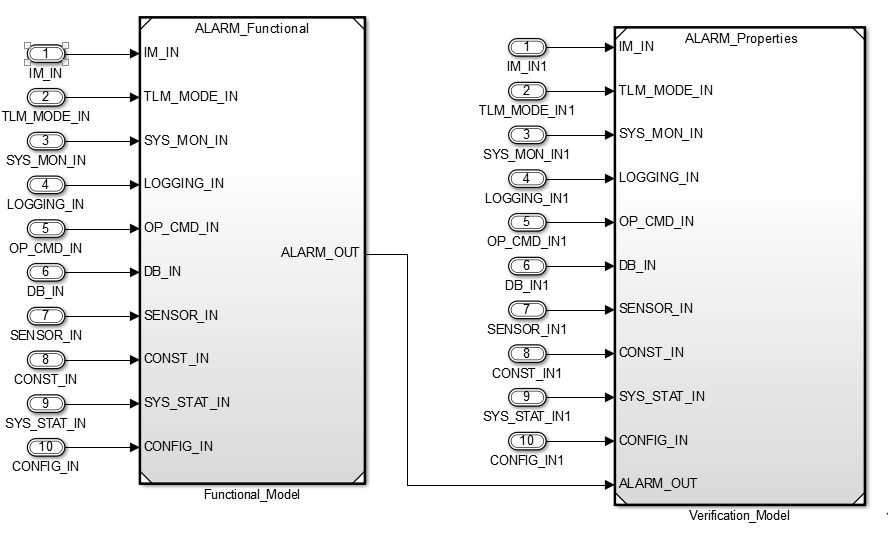 ALARM_Functional
1
IM_IN
IM_IN
2
TLM_MODE_IN
TLM_MODE_IN
3
SYS_MON_IN
SYS_MON_IN
4
LOGGING_IN
LOGGING_IN
5
OP_CMD_IN
OP_CMD_IN
6
DB_IN
DB_IN
7
SENSOR_IN
SENSOR_IN
8
CONST_IN
CONST_IN
9
SYS_STAT_IN
SYS_STAT_IN
10
CONFIG_IN
CONFIG_IN
ALARM_OUT
Functional_Model
ALARM_Properties
1
IM_IN1
IM_IN
2
TLM_MODE_IN1
TLM_MODE_IN
3
SYS_MON_IN1
SYS_MON_IN
4
LOGGING_IN1
LOGGING_IN
5
OP_CMD_IN1
OP_CMD_IN
6
DB_IN1
DB_IN
7
SENSOR_IN1
SENSOR_IN
8
CONST_IN1
CONST_IN
9
SYS_STAT_IN1
SYS_STAT_IN
10
CONFIG_IN1
CONFIG_IN
ALARM_OUT
Verification_Model